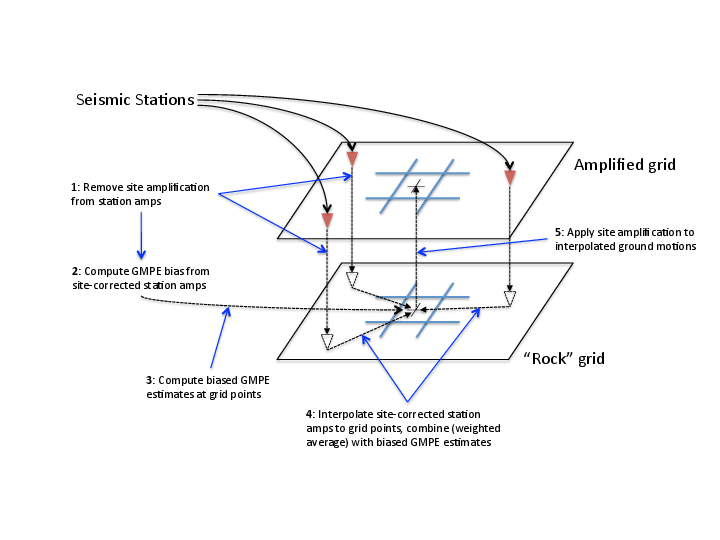 Seismic Stations
Amplified grid
1: Remove site amplification
from station amps
5: Apply site amplification to
interpolated ground motions
2: Compute GMPE bias from
site-corrected station amps
“Rock” grid
3: Compute biased GMPE
estimates at grid points
4: Interpolate site-corrected station
amps to grid points, combine (weighted
average) with biased GMPE estimates